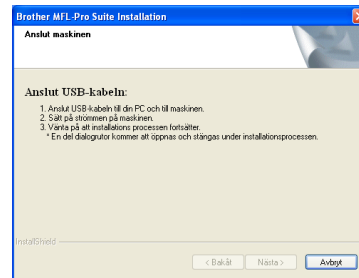 Brother MFL-Pro Suite Installation
Anslut maskinen
Anslut USB-kabeln:
1. Anslut USB-kabeln till din PC och till maskinen.
2. Sätt på strömmen på maskinen.
3. Vänta på att installations processen fortsätter.
* En del dialogrutor kommer att öppnas och stängas under installationsprocessen.
InstallShield
< Bakåt Nästa > Avbryt